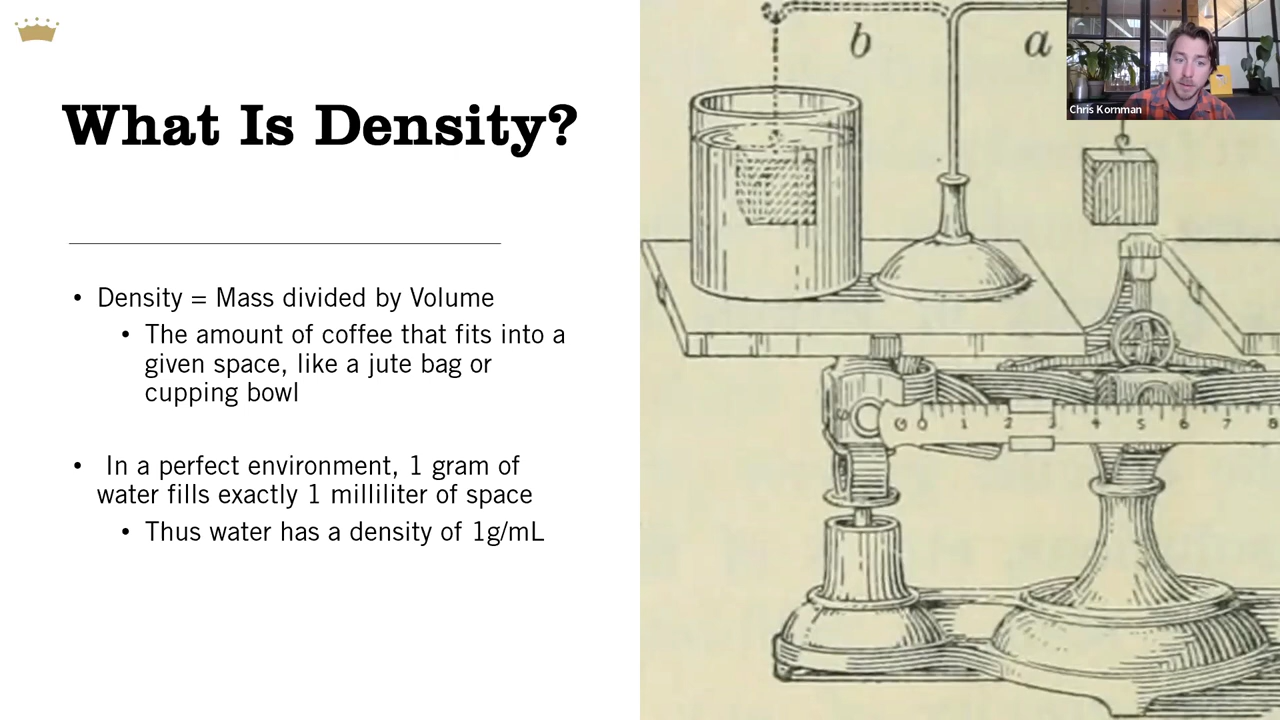 What Is Density?
• Density = Mass divided by Volume
• The amount of coffee that fits into a
given space, like a jute bag or
cupping bowl
• In a perfect environment, 1 gram of
water fills exactly 1 milliliter of space
• Thus water has a density of 1g/mL
b
a
Chris Kornman
0 1 2 3 4 5 6 7 8